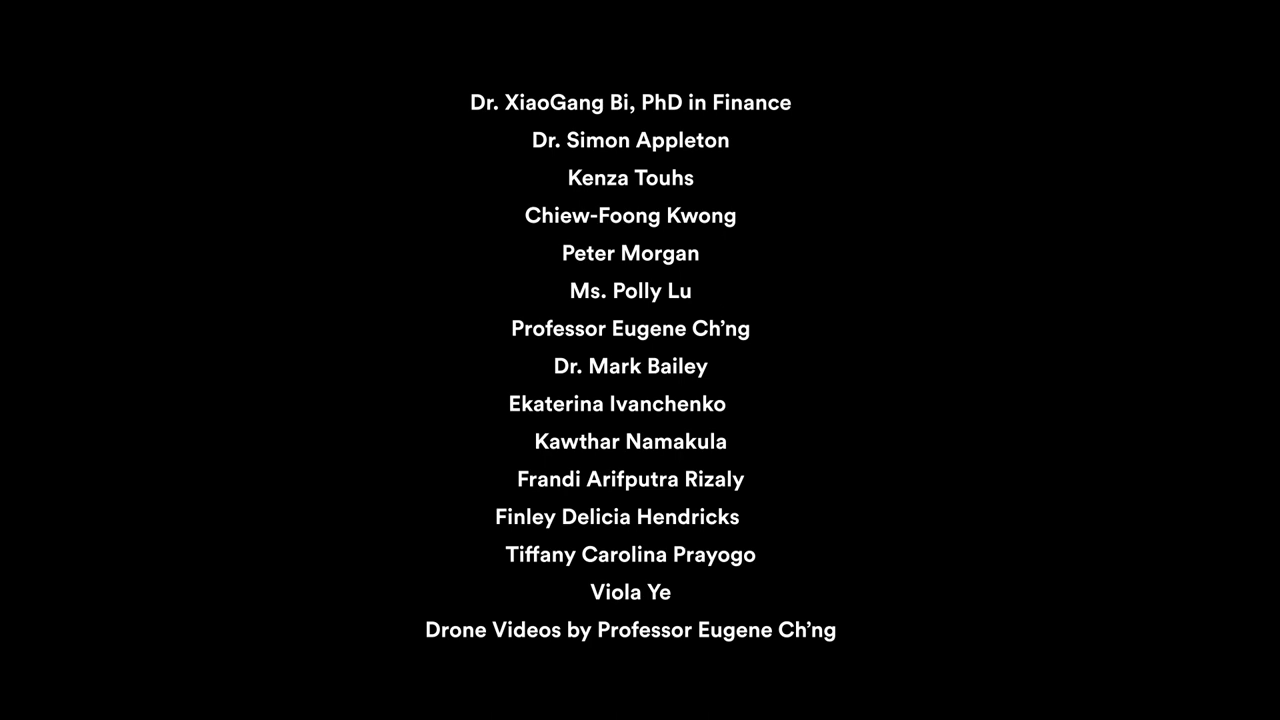 Dr. XiaoGang Bi, PhD in Finance
Dr. Simon Appleton
Kenza Touhs
Chiew-Foong Kwong
Peter Morgan
Ms. Polly Lu
Professor Eugene Ch’ng
Dr. Mark Bailey
Ekaterina Ivanchenko
Kawthar Namakula
Frandi Arifputra Rizaly
Finley Delicia Hendricks
Tiffany Carolina Prayogo
Viola Ye
Drone Videos by Professor Eugene Ch’ng